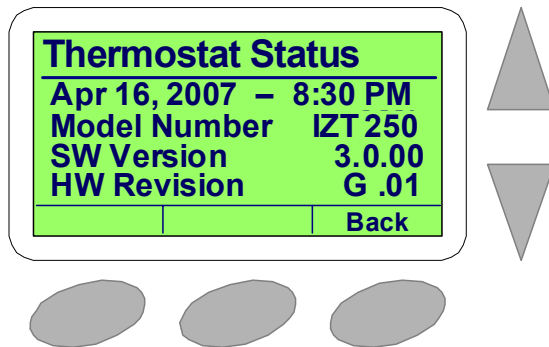 Thermostat Status
Apr 16, 2007 – 8:30 PM
Model Number IZT 250
SW Version 3.0.00
HW Revision G .01
Back